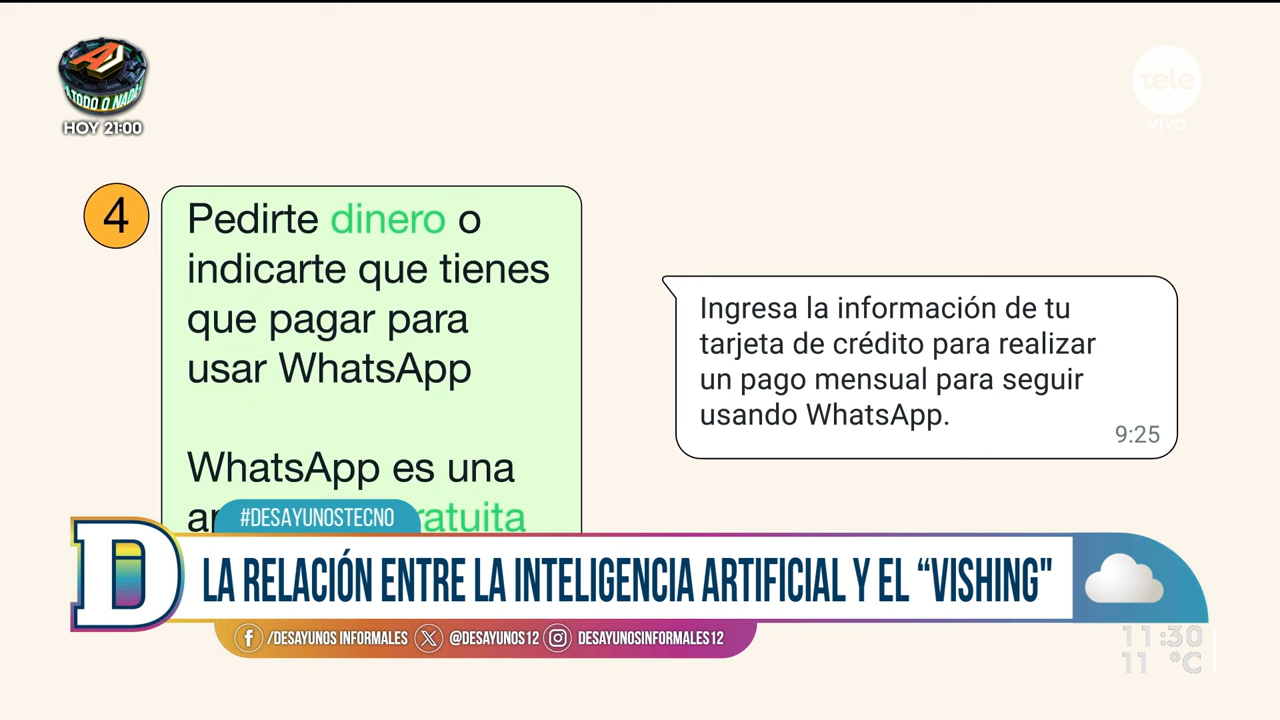 AJ
A TODO O NADA
HOY 21:00
tele
VIVO
4
Pedirte dinero o
indicarte que tienes
que pagar para
usar WhatsApp
WhatsApp es una
ratuita
Ingresa la información de tu
tarjeta de crédito para realizar
un pago mensual para seguir
usando WhatsApp.
9:25
#DESAYUNOSTECNO
D
LA RELACIÓN ENTRE LA INTELIGENCIA ARTIFICIAL Y EL “VISHING"
/DESAYUNOS INFORMALES @DESAYUNOS12 DESAYUNOSINFORMALES12
11:30
11 °C